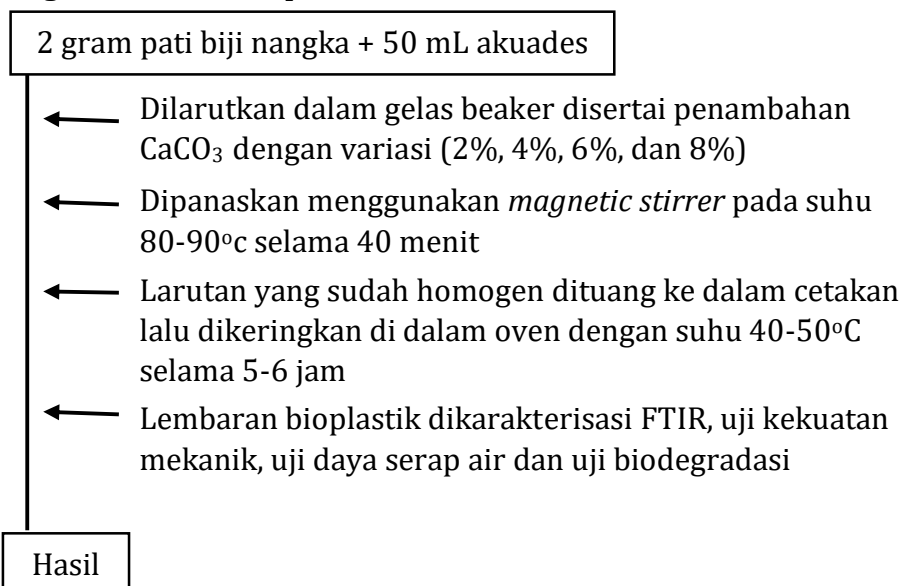 2 gram pati biji nangka + 50 mL akuades
Dilarutkan dalam gelas beaker disertai penambahan
CaCO₃ dengan variasi (2%, 4%, 6%, dan 8%)
Dipanaskan menggunakan magnetic stirrer pada suhu
80-90ᵒc selama 40 menit
Larutan yang sudah homogen dituang ke dalam cetakan
lalu dikeringkan di dalam oven dengan suhu 40-50ᵒC
selama 5-6 jam
Lembaran bioplastik dikarakterisasi FTIR, uji kekuatan
mekanik, uji daya serap air dan uji biodegradasi
Hasil